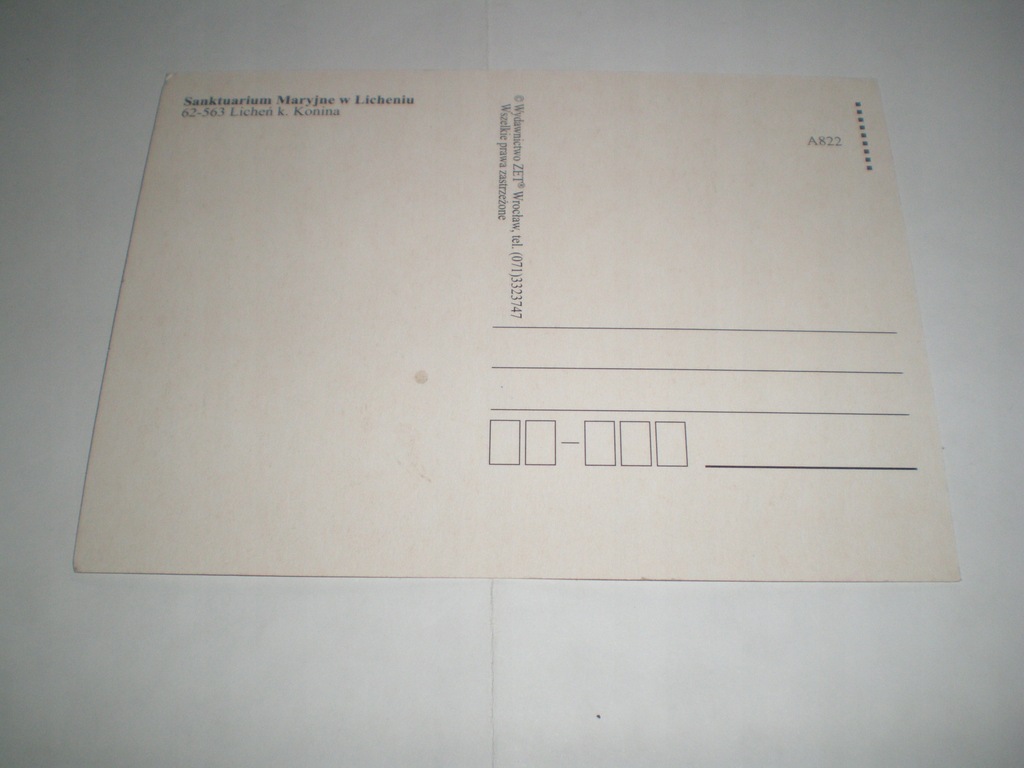 Sanktuarium Maryjne w Licheniu
62-563 Licheń k. Konina
© Wydawnictwo ZET® Wrocław, tel. (071)3323747
Wszelkie prawa zastrzeżone
A822